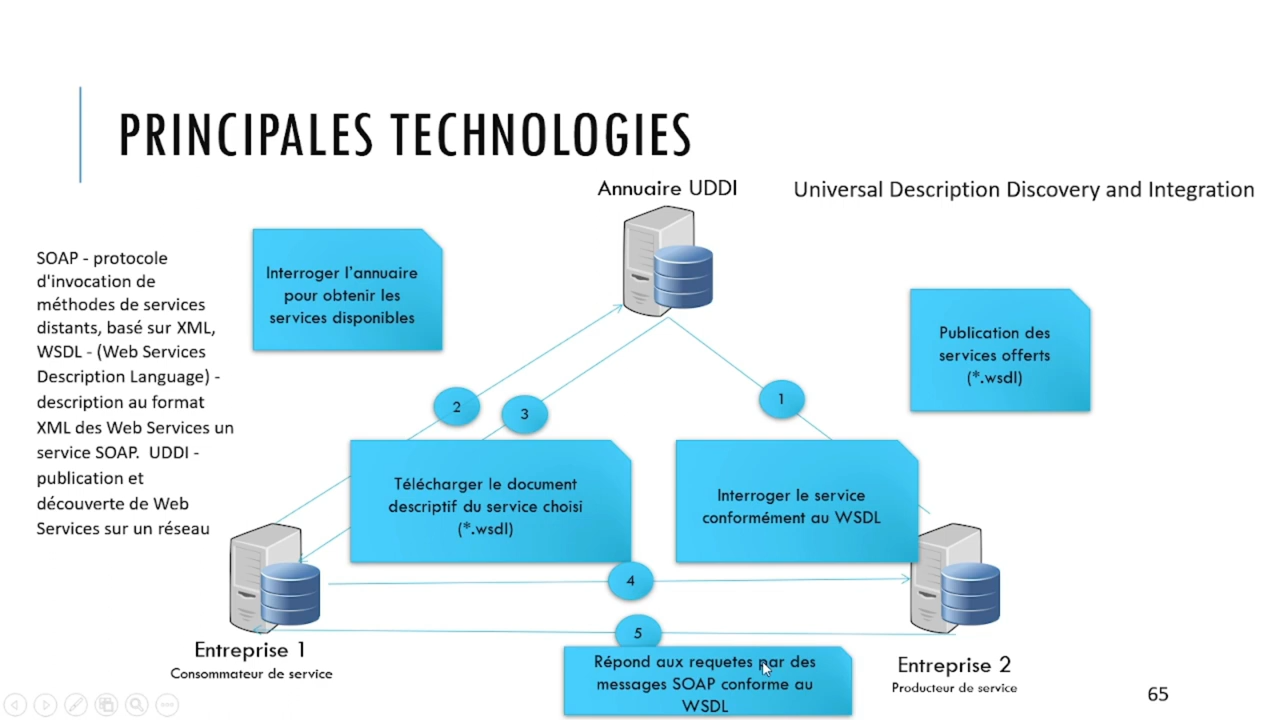 PRINCIPALES TECHNOLOGIES
Annuaire UDDI
Universal Description Discovery and Integration
SOAP - protocole
d'invocation de
méthodes de services
distants, basé sur XML,
WSDL - (Web Services
Description Language) -
description au format
XML des Web Services un
service SOAP. UDDI -
publication et
découverte de Web
Services sur un réseau
Interroger l'annuaire
pour obtenir les
services disponibles
Publication des
services offerts
(*.wsdl)
2
3
1
Télécharger le document
descriptif du service choisi
(*.wsdl)
Interroger le service
conformément au WSDL
4
5
Entreprise 1
Consommateur de service
Répond aux requetes par des
messages SOAP conforme au
WSDL
Entreprise 2
Producteur de service
65